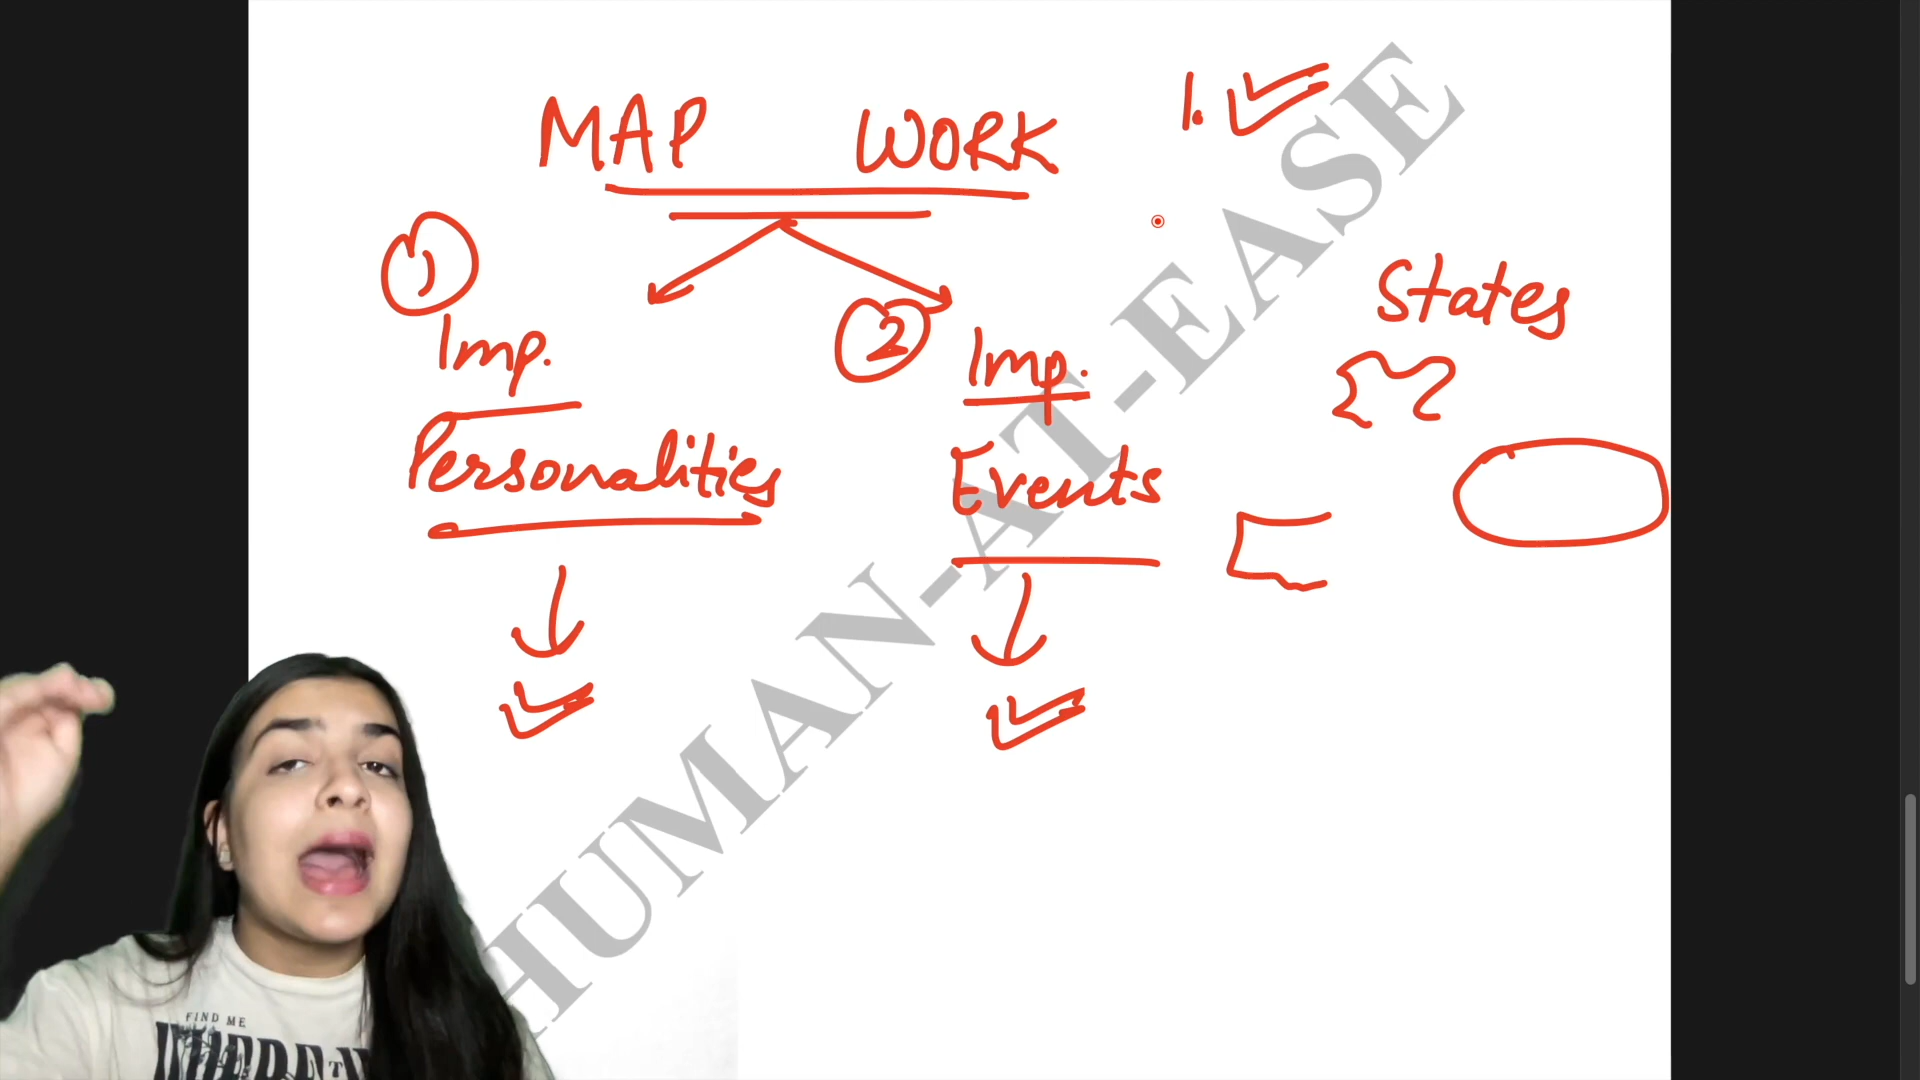 MAP WORK
1.
1
Imp.
Personalities
2
Imp.
Events
States
HUMAN-AT-EASE
FIND ME